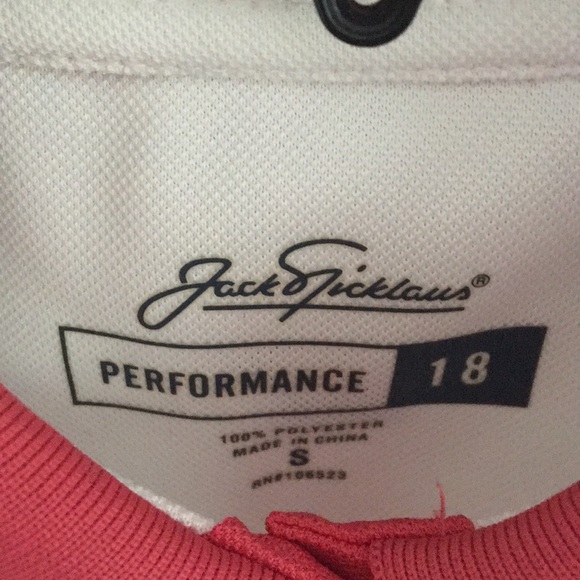 Jack Nicklaus®
PERFORMANCE 18
100% POLYESTER
MADE IN CHINA
S
RN#106523